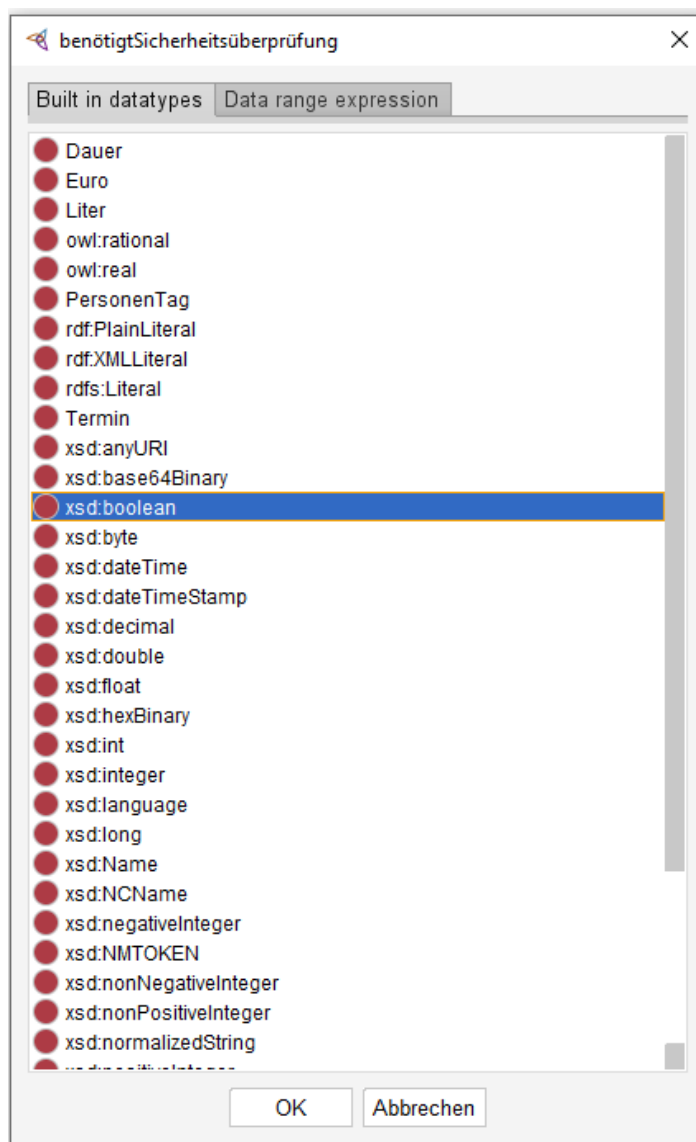 benötigtSicherheitsüberprüfung
Built in datatypes Data range expression
Dauer
Euro
Liter
owl:rational
owl:real
PersonenTag
rdf:PlainLiteral
rdf:XMLLiteral
rdfs:Literal
Termin
xsd:anyURI
xsd:base64Binary
xsd:boolean
xsd:byte
xsd:dateTime
xsd:dateTimeStamp
xsd:decimal
xsd:double
xsd:float
xsd:hexBinary
xsd:int
xsd:integer
xsd:language
xsd:long
xsd:Name
xsd:NCName
xsd:negativeInteger
xsd:NMTOKEN
xsd:nonNegativeInteger
xsd:nonPositiveInteger
xsd:normalizedString
OK Abbrechen